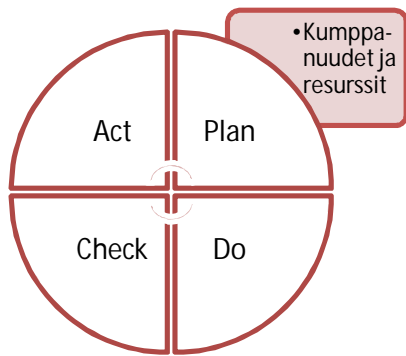 •Kumppa-
nuudet ja
resurssit
Act
Plan
Check
Do